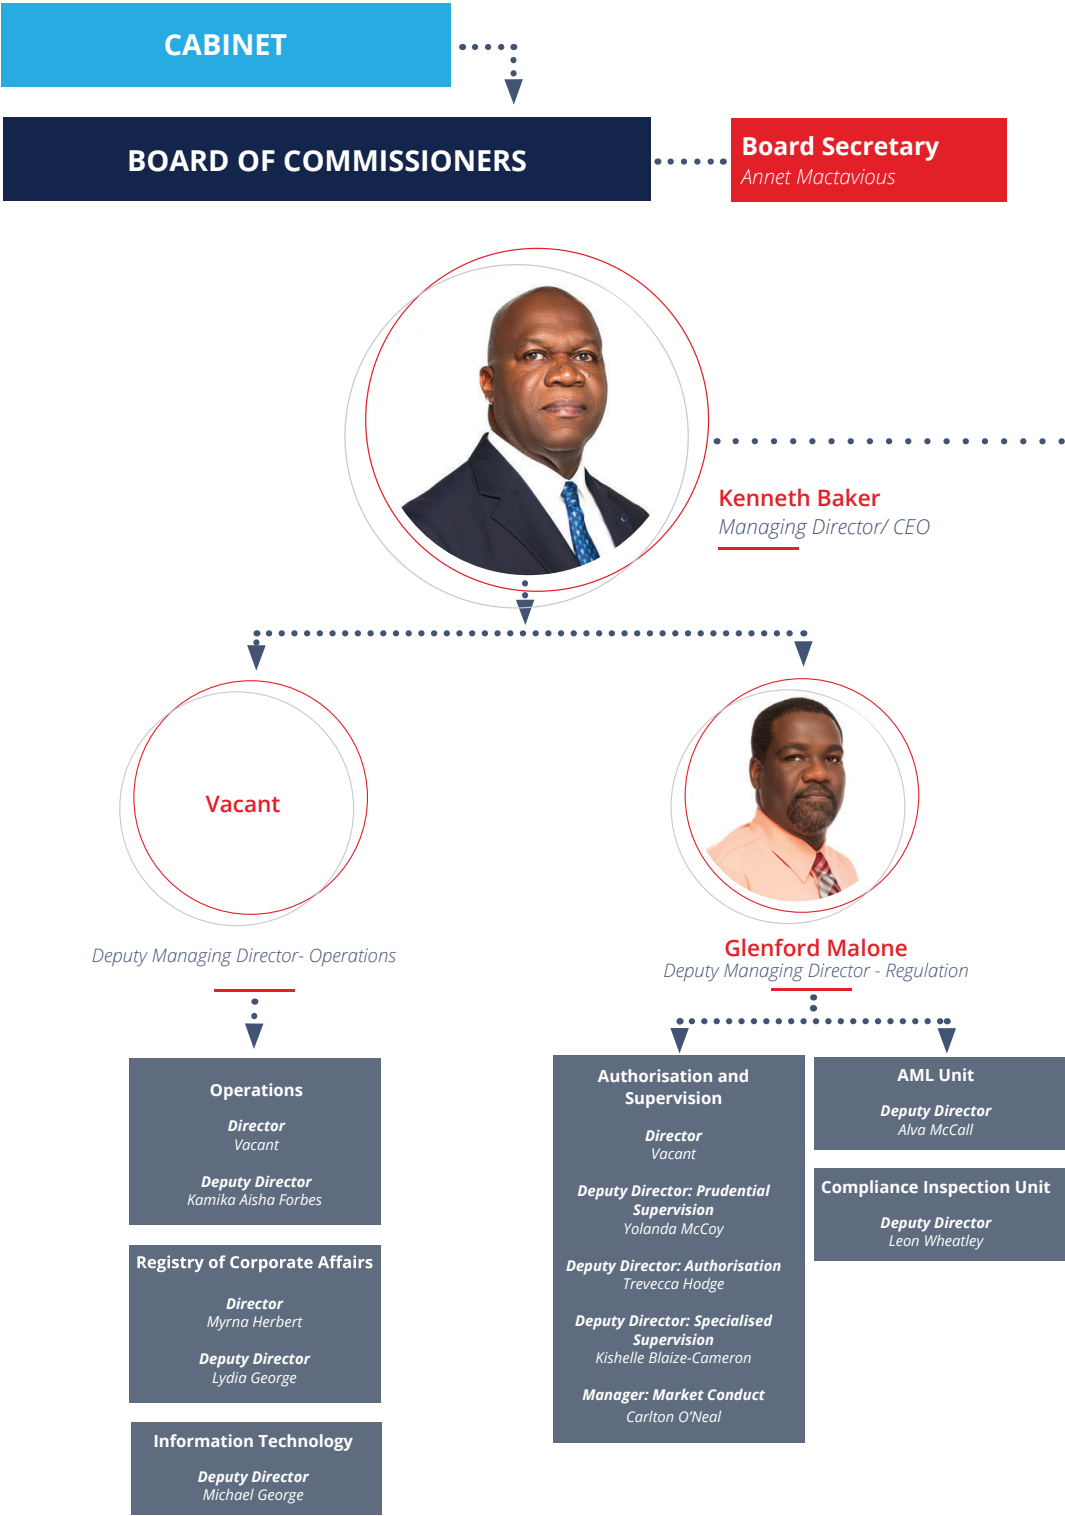 CABINET
BOARD OF COMMISSIONERS
Board Secretary
Annet Mactavious
Kenneth Baker
Managing Director/ CEO
Vacant
Deputy Managing Director- Operations
Glenford Malone
Deputy Managing Director - Regulation
Operations
Director
Vacant
Deputy Director
Kamika Aisha Forbes
Registry of Corporate Affairs
Director
Myrna Herbert
Deputy Director
Lydia George
Information Technology
Deputy Director
Michael George
Authorisation and
Supervision
Director
Vacant
Deputy Director: Prudential
Supervision
Yolanda McCoy
Deputy Director: Authorisation
Trevecca Hodge
Deputy Director: Specialised
Supervision
Kishelle Blaize-Cameron
Manager: Market Conduct
Carlton O’Neal
AML Unit
Deputy Director
Alva McCall
Compliance Inspection Unit
Deputy Director
Leon Wheatley